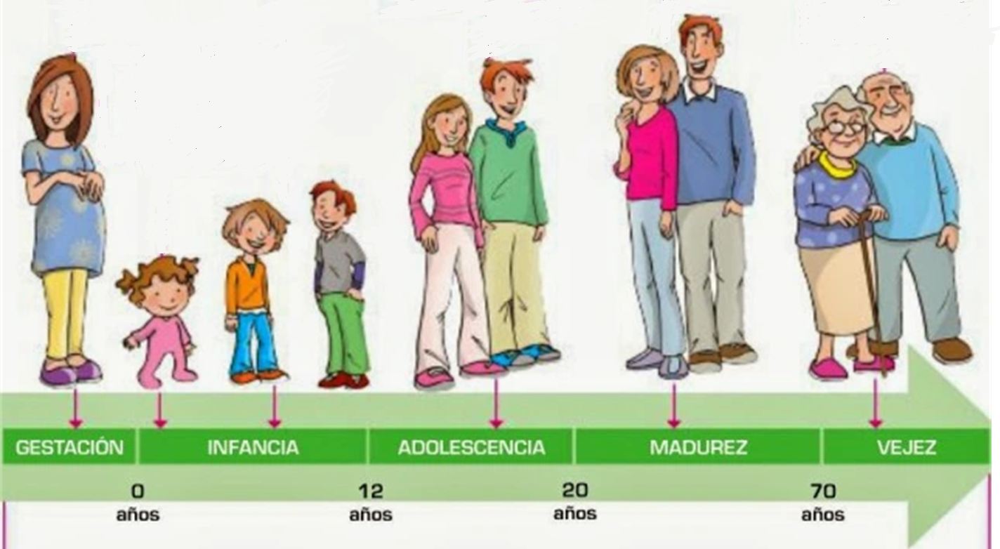 GESTACIÓN INFANCIA ADOLESCENCIA MADUREZ VEJEZ
0 12 20 70
años años años años